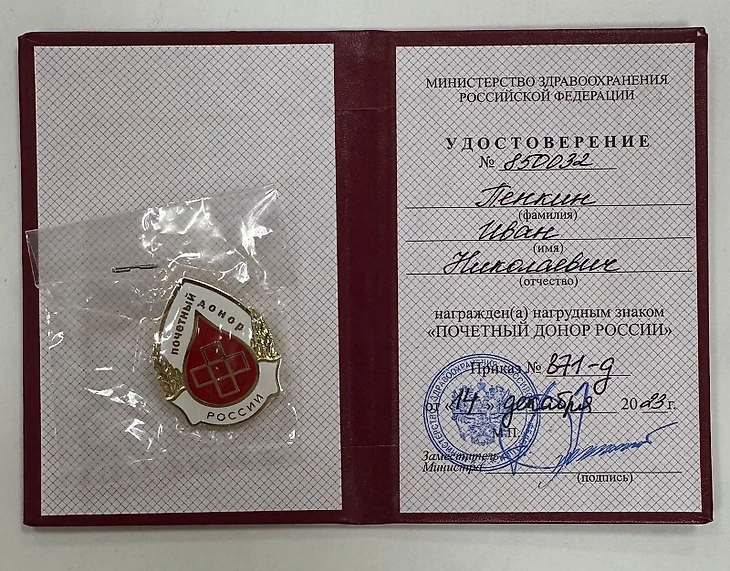 почетный донор
РОССИИ
МИНИСТЕРСТВО ЗДРАВООХРАНЕНИЯ
РОССИЙСКОЙ ФЕДЕРАЦИИ
УДОСТОВЕРЕНИЕ
№ 850032
Пенкин
(фамилия)
Иван
(имя)
Николаевич
(отчество)
награжден(а) нагрудным знаком
«ПОЧЕТНЫЙ ДОНОР РОССИИ»
Приказ № 871-д
от «14» декабря 2023 г.
М.П.
Заместитель
Министра
(подпись)